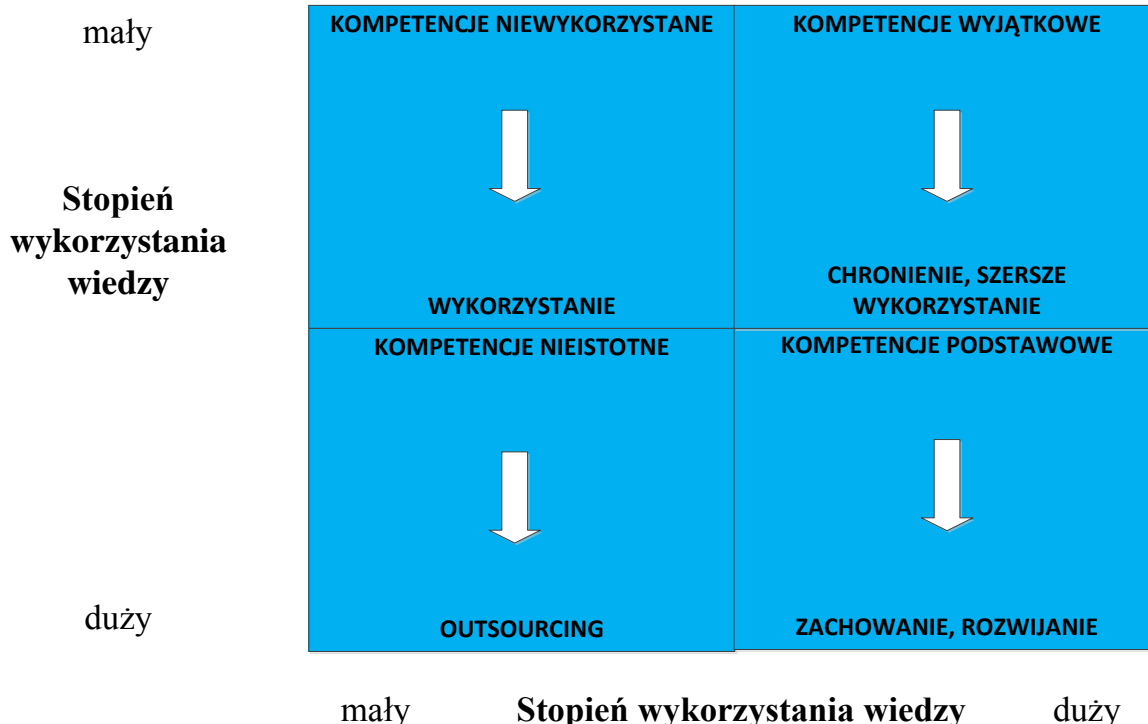 mały
KOMPETENCJE NIEWYKORZYSTANE
KOMPETENCJE WYJĄTKOWE
Stopień
wykorzystania
wiedzy
WYKORZYSTANIE
CHRONIENIE, SZERSZE
WYKORZYSTANIE
KOMPETENCJE NIEISTOTNE
KOMPETENCJE PODSTAWOWE
duży
OUTSOURCING
ZACHOWANIE, ROZWIJANIE
mały Stopień wykorzystania wiedzy duży